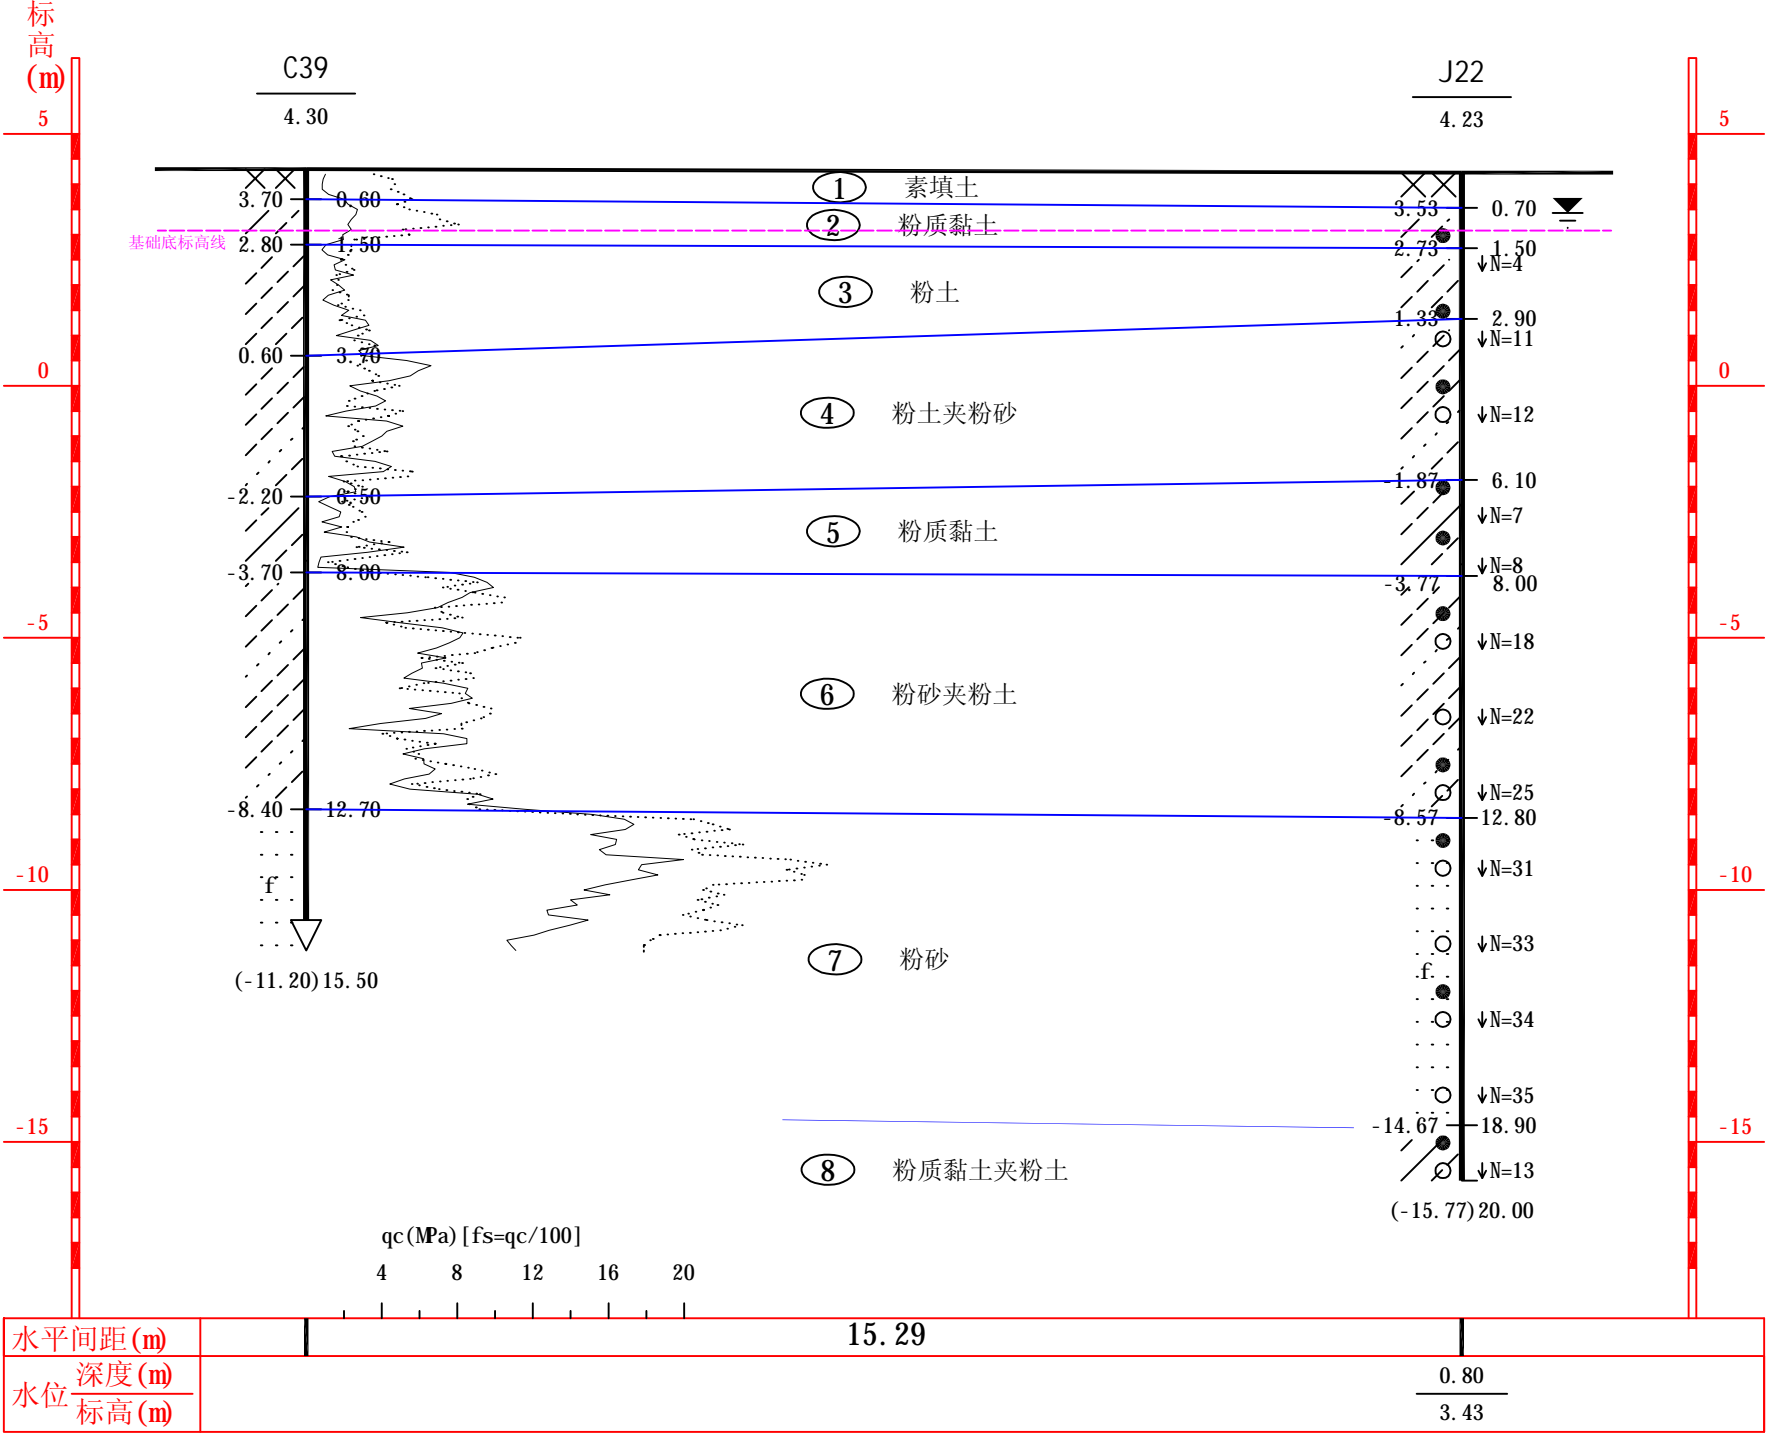 标
高
(m)
C39
4.30
J22
4.23
5
5
① 素填土
3.70
0.60
3.53
0.70
② 粉质黏土
基础底标高线
2.80
1.50
2.73
1.50
N=4
③ 粉土
1.33
2.90
N=11
0.60
3.70
0
0
④ 粉土夹粉砂
N=12
-2.20
6.50
-1.87
6.10
N=7
⑤ 粉质黏土
N=8
-3.70
8.00
-3.77
8.00
-5
-5
N=18
⑥ 粉砂夹粉土
N=22
N=25
-8.40
12.70
-8.57
12.80
N=31
-10
-10
f
N=33
⑦ 粉砂
f
(-11.20)15.50
N=34
N=35
-14.67
18.90
-15
-15
⑧ 粉质黏土夹粉土
N=13
(-15.77)20.00
qc(MPa)[fs=qc/100]
4 8 12 16 20
水平间距(m)
15.29
水位
深度(m)
标高(m)
0.80
3.43